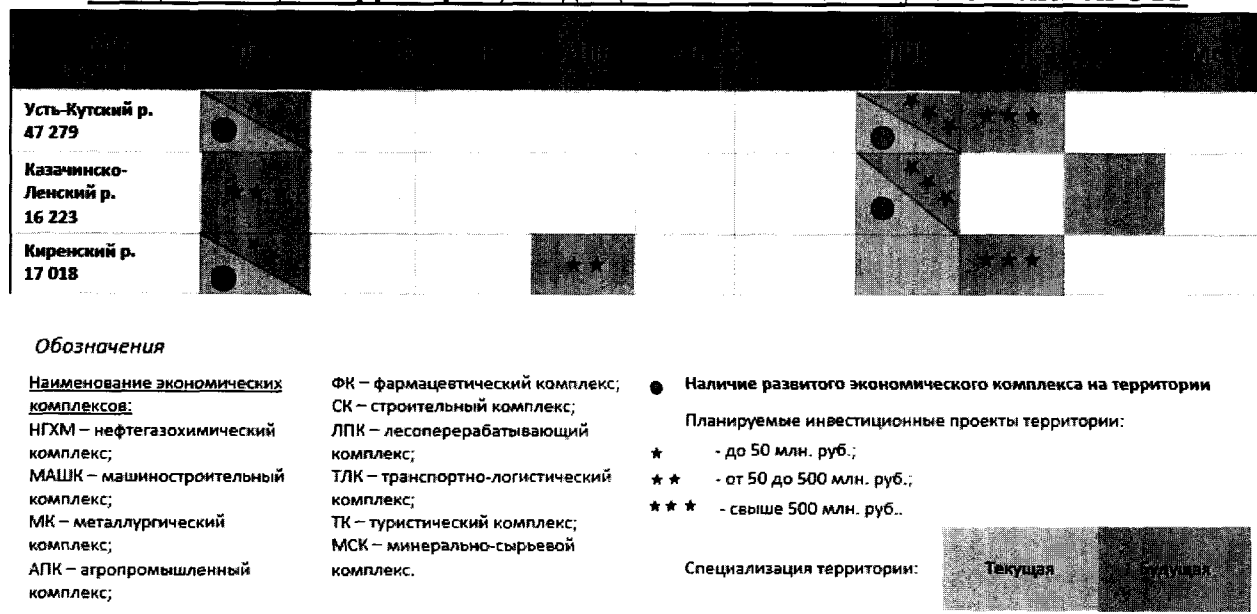 Усть-Кутский р.
47 279
Казачинско-
Ленский р.
16 223
Киренский р.
17 018
Обозначения
Наименование экономических
комплексов:
НГХМ – нефтегазохимический
комплекс;
МАШК – машиностроительный
комплекс;
МК – металлургический
комплекс;
АПК – агропромышленный
комплекс;
ФК – фармацевтический комплекс;
СК – строительный комплекс;
ЛПК – лесоперерабатывающий
комплекс;
ТЛК – транспортно-логистический
комплекс;
ТК – туристический комплекс;
МСК – минерально-сырьевой
комплекс.
Наличие развитого экономического комплекса на территории
Планируемые инвестиционные проекты территории:
- до 50 млн. руб.;
- от 50 до 500 млн. руб.;
- свыше 500 млн. руб..
Специализация территории:
Текущая
Будущая